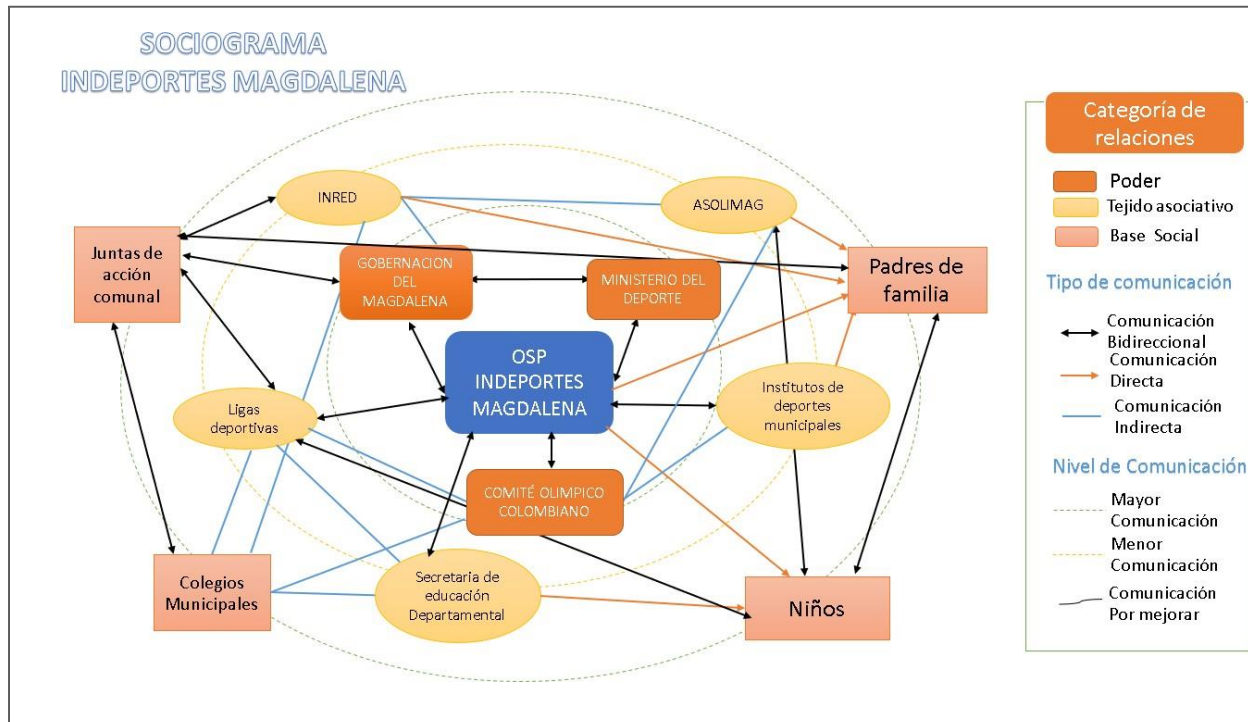 SOCIOGRAMA
INDEPORTES MAGDALENA
INRED
ASOLIMAG
Juntas de
acción
comunal
GOBERNACION
DEL
MAGDALENA
MINISTERIO DEL
DEPORTE
Padres de
familia
OSP
INDEPORTES
MAGDALENA
Ligas
deportivas
Institutos de
deportes
municipales
COMITÉ OLIMPICO
COLOMBIANO
Colegios
Municipales
Secretaria de
educación
Departamental
Niños
Categoría de
relaciones
Poder
Tejido asociativo
Base Social
Tipo de comunicación
Comunicación
Bidireccional
Comunicación
Directa
Comunicación
Indirecta
Nivel de Comunicación
Mayor
Comunicación
Menor
Comunicación
Comunicación
Por mejorar